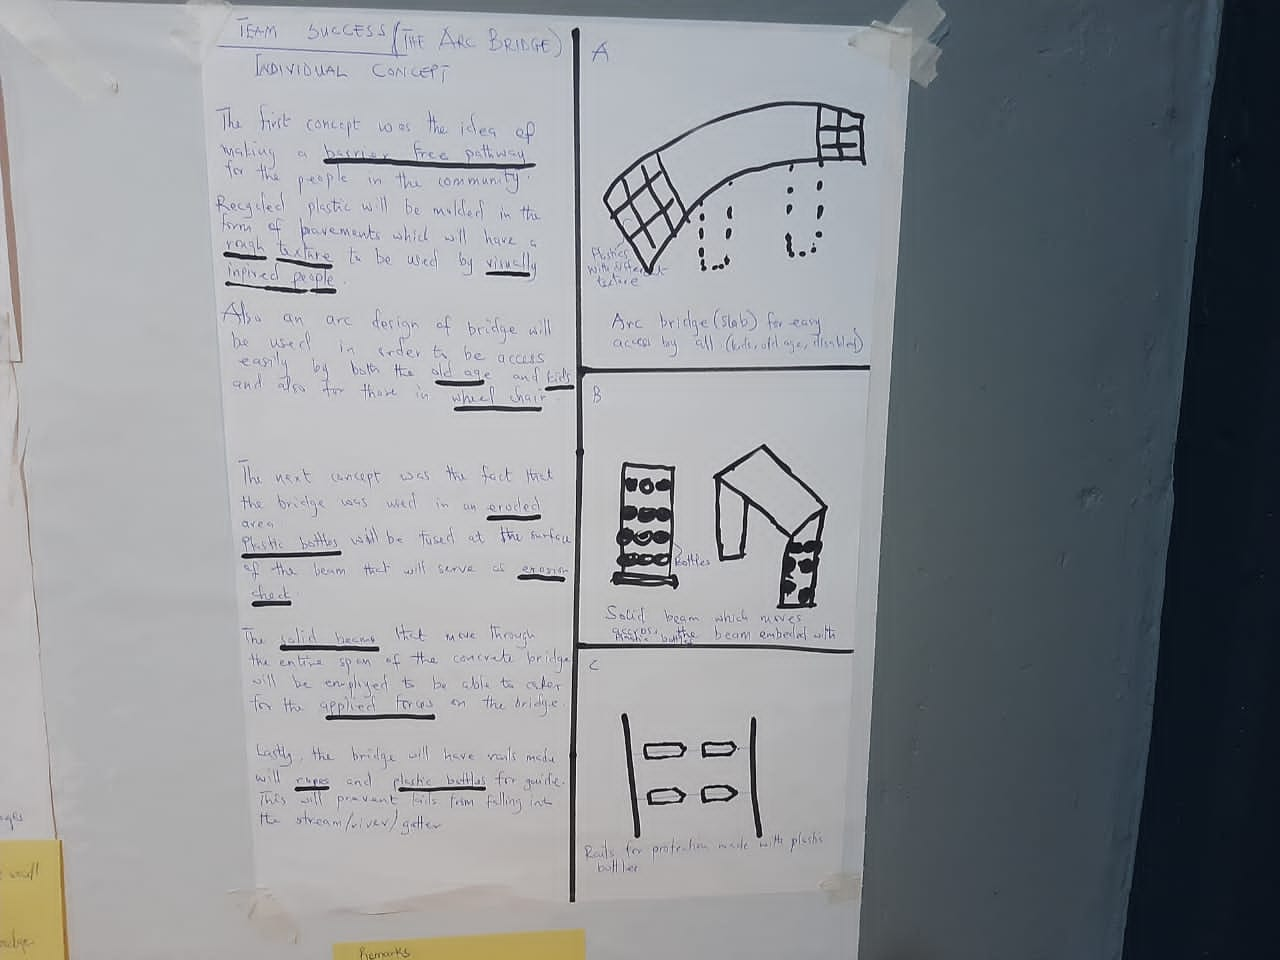 TEAM SUCCESS (THE ARC BRIDGE)
INDIVIDUAL CONCEPT
The first concept was the idea of
making a barrier free pathway
for the people in the community.
Recycled plastic will be molded in the
form of pavements which will have a
rough texture to be used by visually
impired people.
Also an arc design of bridge will
be used in order to be access
easily by both the old age and kids
and also for those in wheel chair
The next concept was the fact that
the bridge was used in an eroded
area.
Plastic bottles will be fused at the surface
of the beam that will serve as erosion
check.
The solid beams that move through
the entire span of the concrete bridge
will be employed to be able to cater
for the applied forces on the bridge.
Lastly, the bridge will have rails made
will ropes and plastic bottles for guide.
This will prevent falls from falling into
the stream/river/gutter
A
Plastics
with different
texture
Arc bridge (slab) for easy
access by all (kids, old age, disabled)
B
Bottles
Solid beam which moves
accross the beam embeded with
plastic bottles
C
Rails for protection made with plastic
bottles
ages
wall
bridge
Remarks